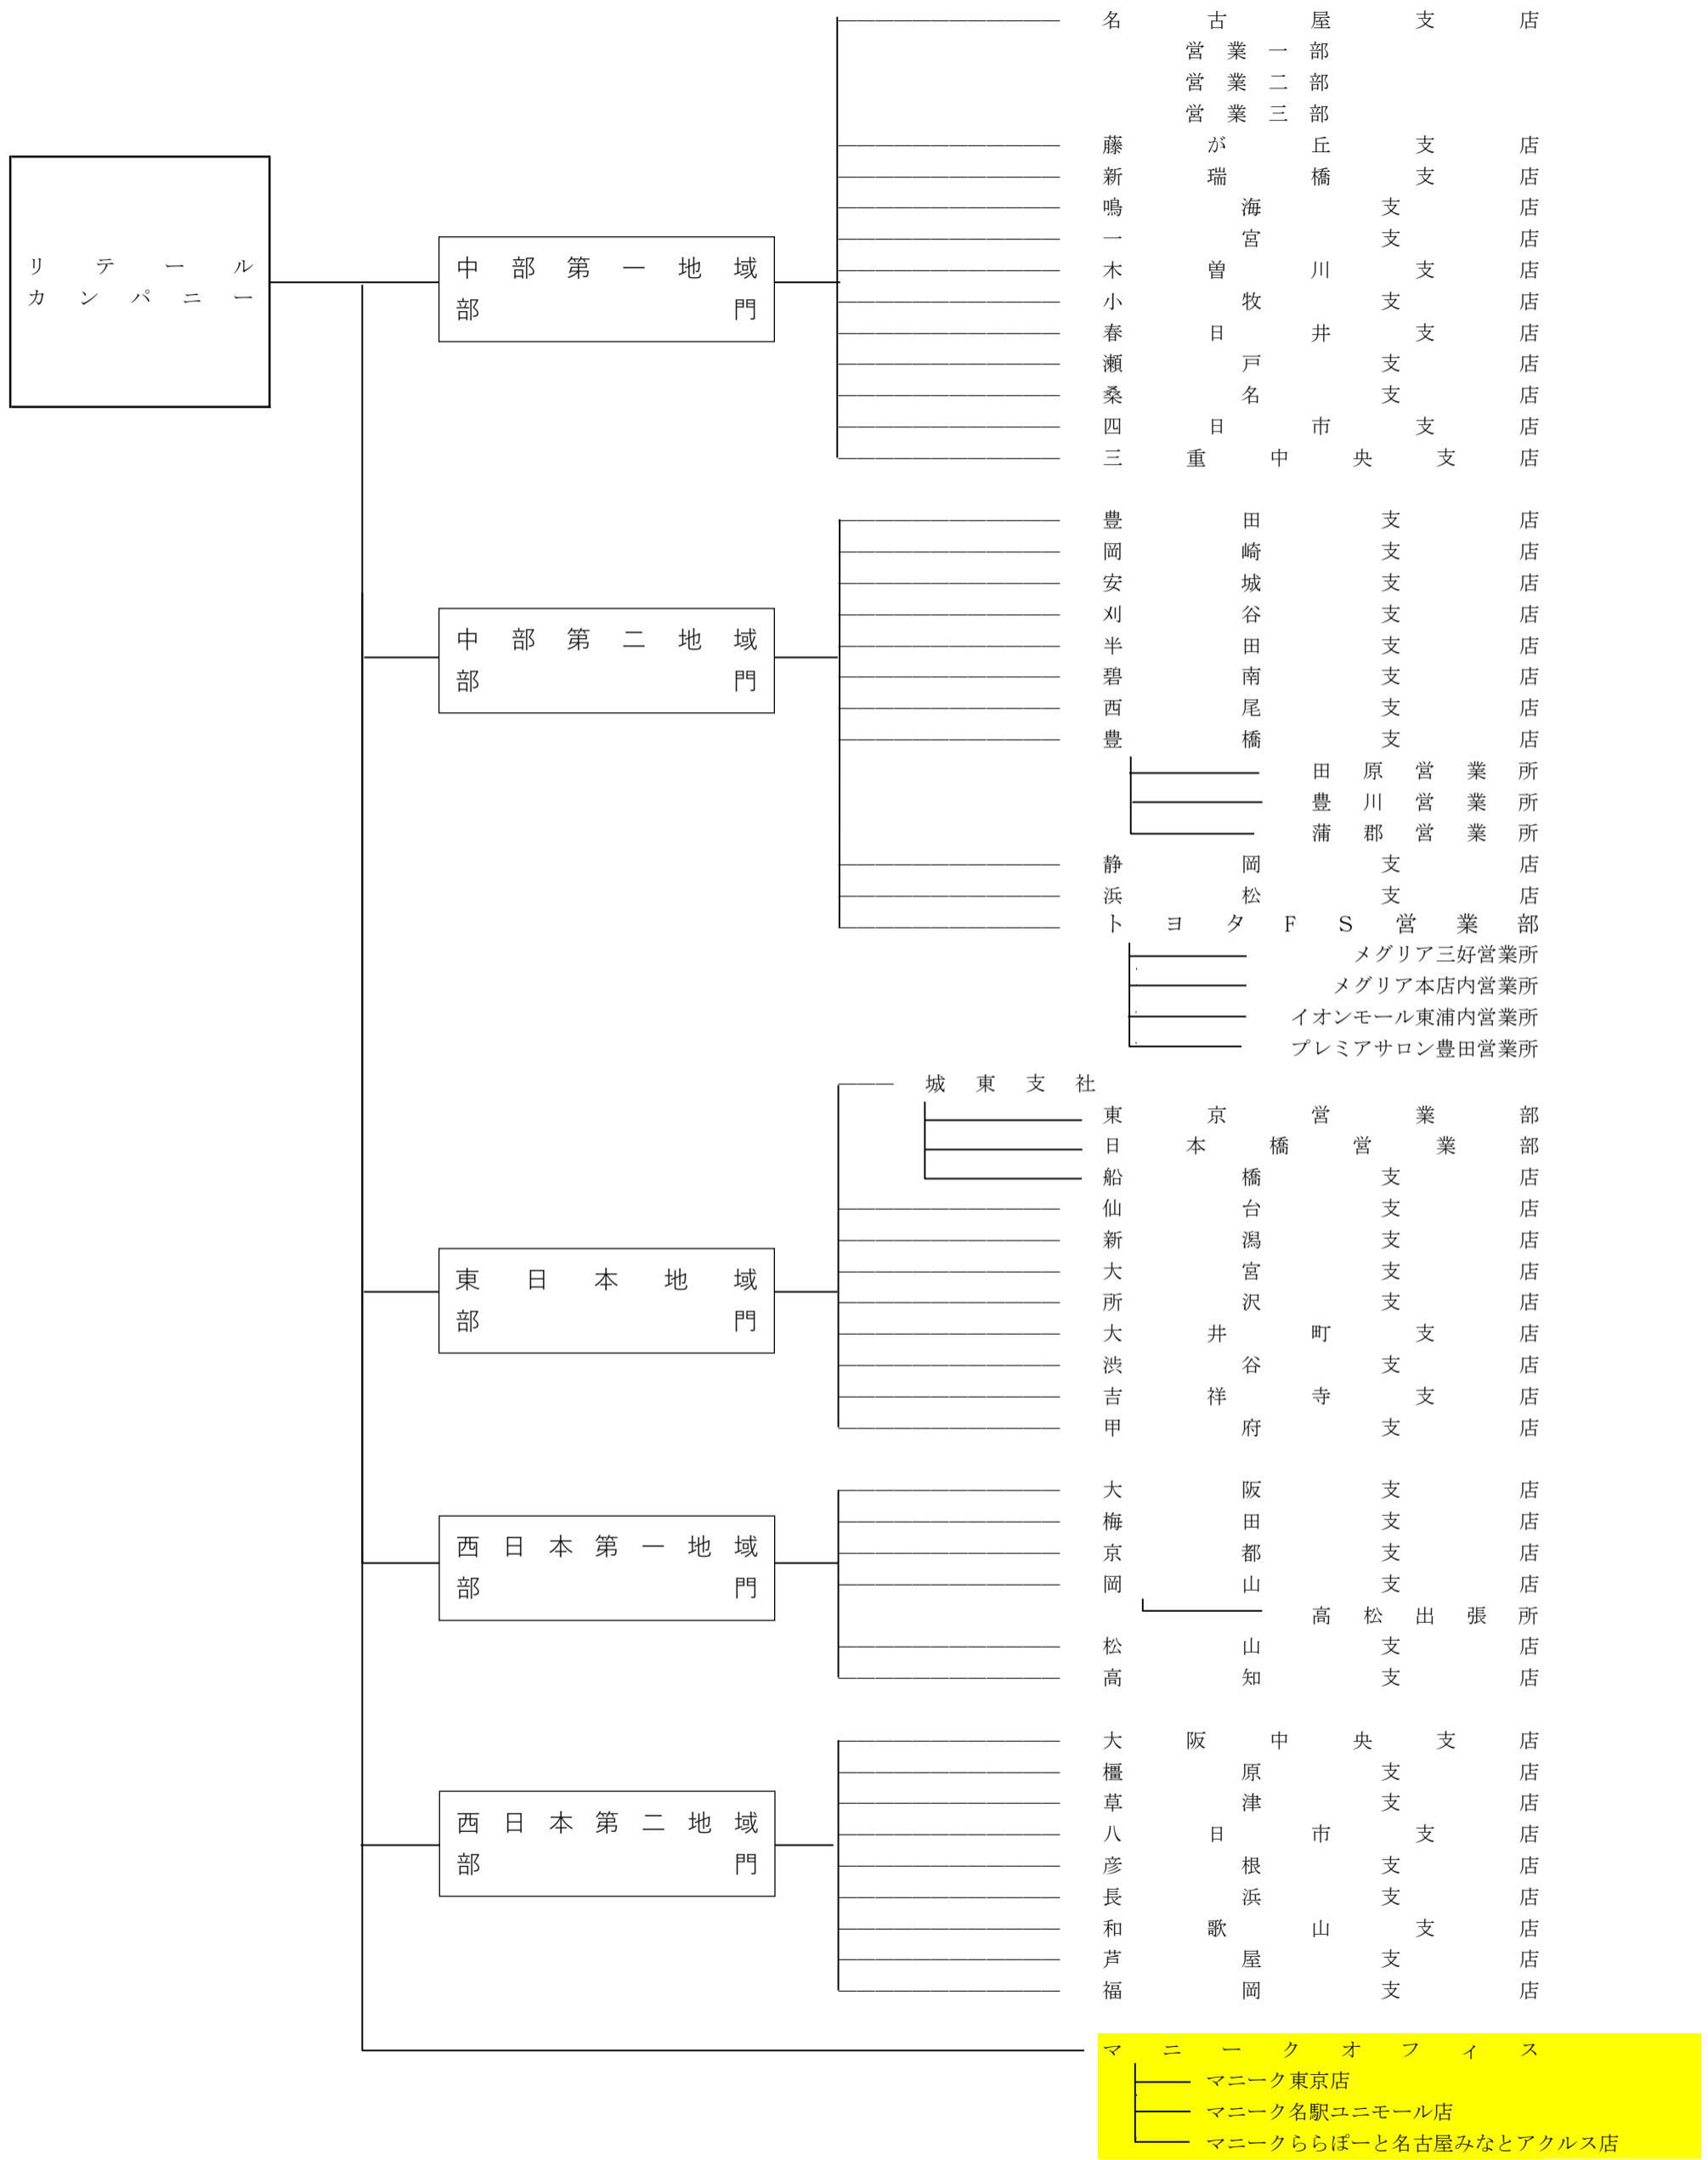 リテール
カンパニー
中部第一地域
部門
名古屋支店
営業一部
営業二部
営業三部
藤が丘支店
新瑞橋支店
鳴海支店
一宮支店
木曽川支店
小牧支店
春日井支店
瀬戸支店
桑名支店
四日市支店
三重中央支店
中部第二地域
部門
豊田支店
岡崎支店
安城支店
刈谷支店
半田支店
碧南支店
西尾支店
豊橋支店
田原営業所
豊川営業所
蒲郡営業所
静岡支店
浜松支店
トヨタFS営業部
メグリア三好営業所
メグリア本店内営業所
イオンモール東浦内営業所
プレミアサロン豊田営業所
東日本地域
部門
城東支社
東京営業部
日本橋営業部
船橋支店
仙台支店
新潟支店
大宮支店
所沢支店
大井町支店
渋谷支店
吉祥寺支店
甲府支店
西日本第一地域
部門
大阪支店
梅田支店
京都支店
岡山支店
高松出張所
松山支店
高知支店
西日本第二地域
部門
大阪中央支店
橿原支店
草津支店
八日市支店
彦根支店
長浜支店
和歌山支店
芦屋支店
福岡支店
マニークオフィス
マニーク東京店
マニーク名駅ユニモール店
マニークららぽーと名古屋みなとアクルス店